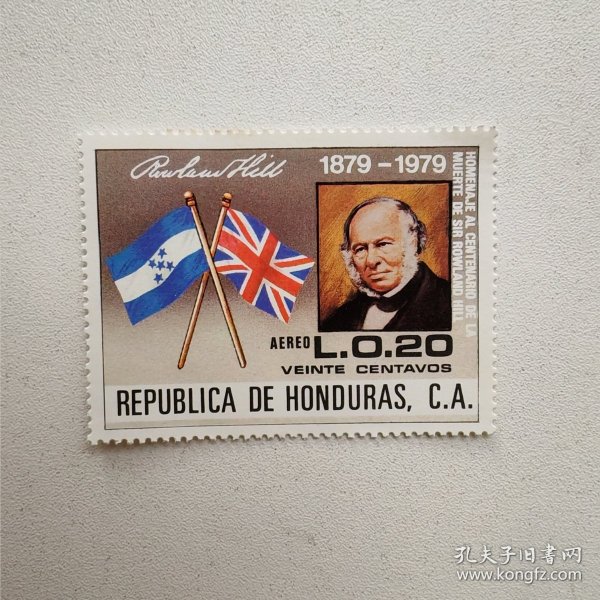 Rowland Hill
1879-1979
HOMENAJE AL CENTENARIO DE LA
MUERTE DE SIR ROWLAND HILL
AEREO L.0.20
VEINTE CENTAVOS
REPUBLICA DE HONDURAS, C.A.
孔夫子旧书网
www.kongfz.com